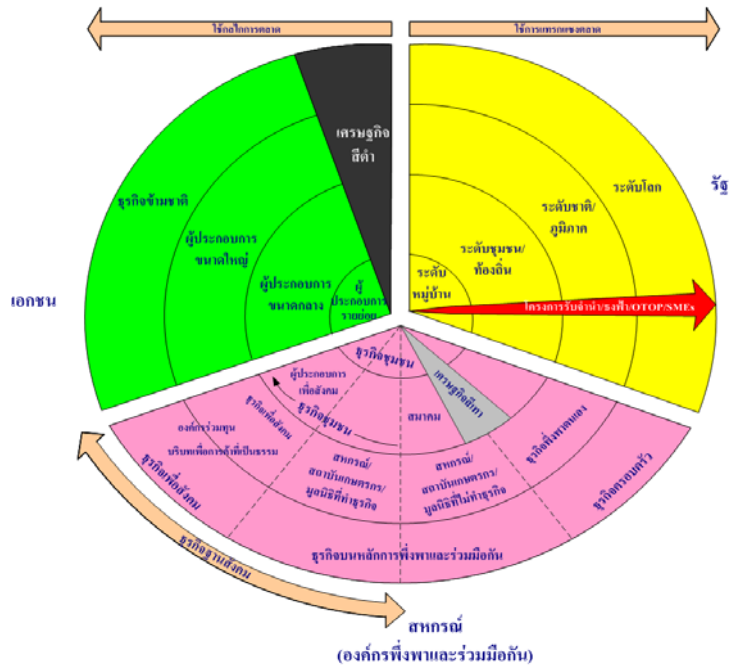 ใช้กลไกการตลาด
ใช้การแทรกแซงตลาด
เศรษฐกิจ
สีดำ
ธุรกิจข้ามชาติ
ผู้ประกอบการ
ขนาดใหญ่
ผู้ประกอบการ
ขนาดกลาง
ผู้
ประกอบการ
รายย่อย
เอกชน
ระดับโลก
ระดับชาติ/
ภูมิภาค
ระดับชุมชน/
ท้องถิ่น
ระดับ
หมู่บ้าน
รัฐ
โครงการรับจำนำ/ธงฟ้า/OTOP/SMEs
ธุรกิจชุมชน
ผู้ประกอบการ
เพื่อสังคม
ธุรกิจชุมชน
สมาคม
เศรษฐกิจสีเทา
องค์กรร่วมทุน
บริษทเพื่อการค้าที่เป็นธรรม
ธุรกิจเพื่อสังคม
สหกรณ์/
สถาบันเกษตรกร/
มูลนิธิที่ทำธุรกิจ
สหกรณ์/
สถาบันเกษตรกร/
มูลนิธิที่ไม่ทำธุรกิจ
ธุรกิจพึ่งพาตนเอง
ธุรกิจเพื่อสังคม
ธุรกิจครอบครัว
ธุรกิจบนหลักการพึ่งพาและร่วมมือกัน
ธุรกิจฐานสังคม
สหกรณ์
(องค์กรพึ่งพาและร่วมมือกัน)